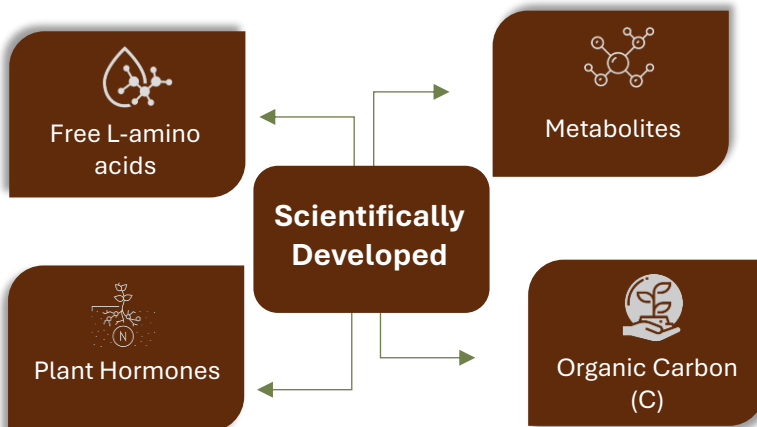 Free L-amino
acids
Metabolites
Scientifically
Developed
N
Plant Hormones
Organic Carbon
(C)